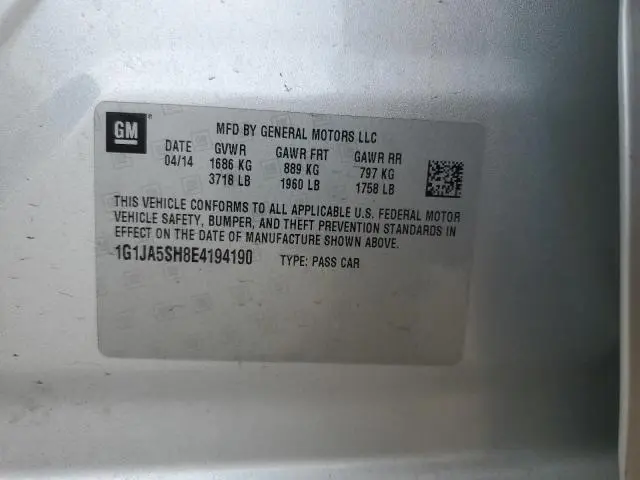 GM
®
MFD BY GENERAL MOTORS LLC
DATE GVWR GAWR FRT GAWR RR
04/14 1686 KG 889 KG 797 KG
3718 LB 1960 LB 1758 LB
THIS VEHICLE CONFORMS TO ALL APPLICABLE U.S. FEDERAL MOTOR
VEHICLE SAFETY, BUMPER, AND THEFT PREVENTION STANDARDS IN
EFFECT ON THE DATE OF MANUFACTURE SHOWN ABOVE.
1G1JA5SH8E4194190 TYPE: PASS CAR